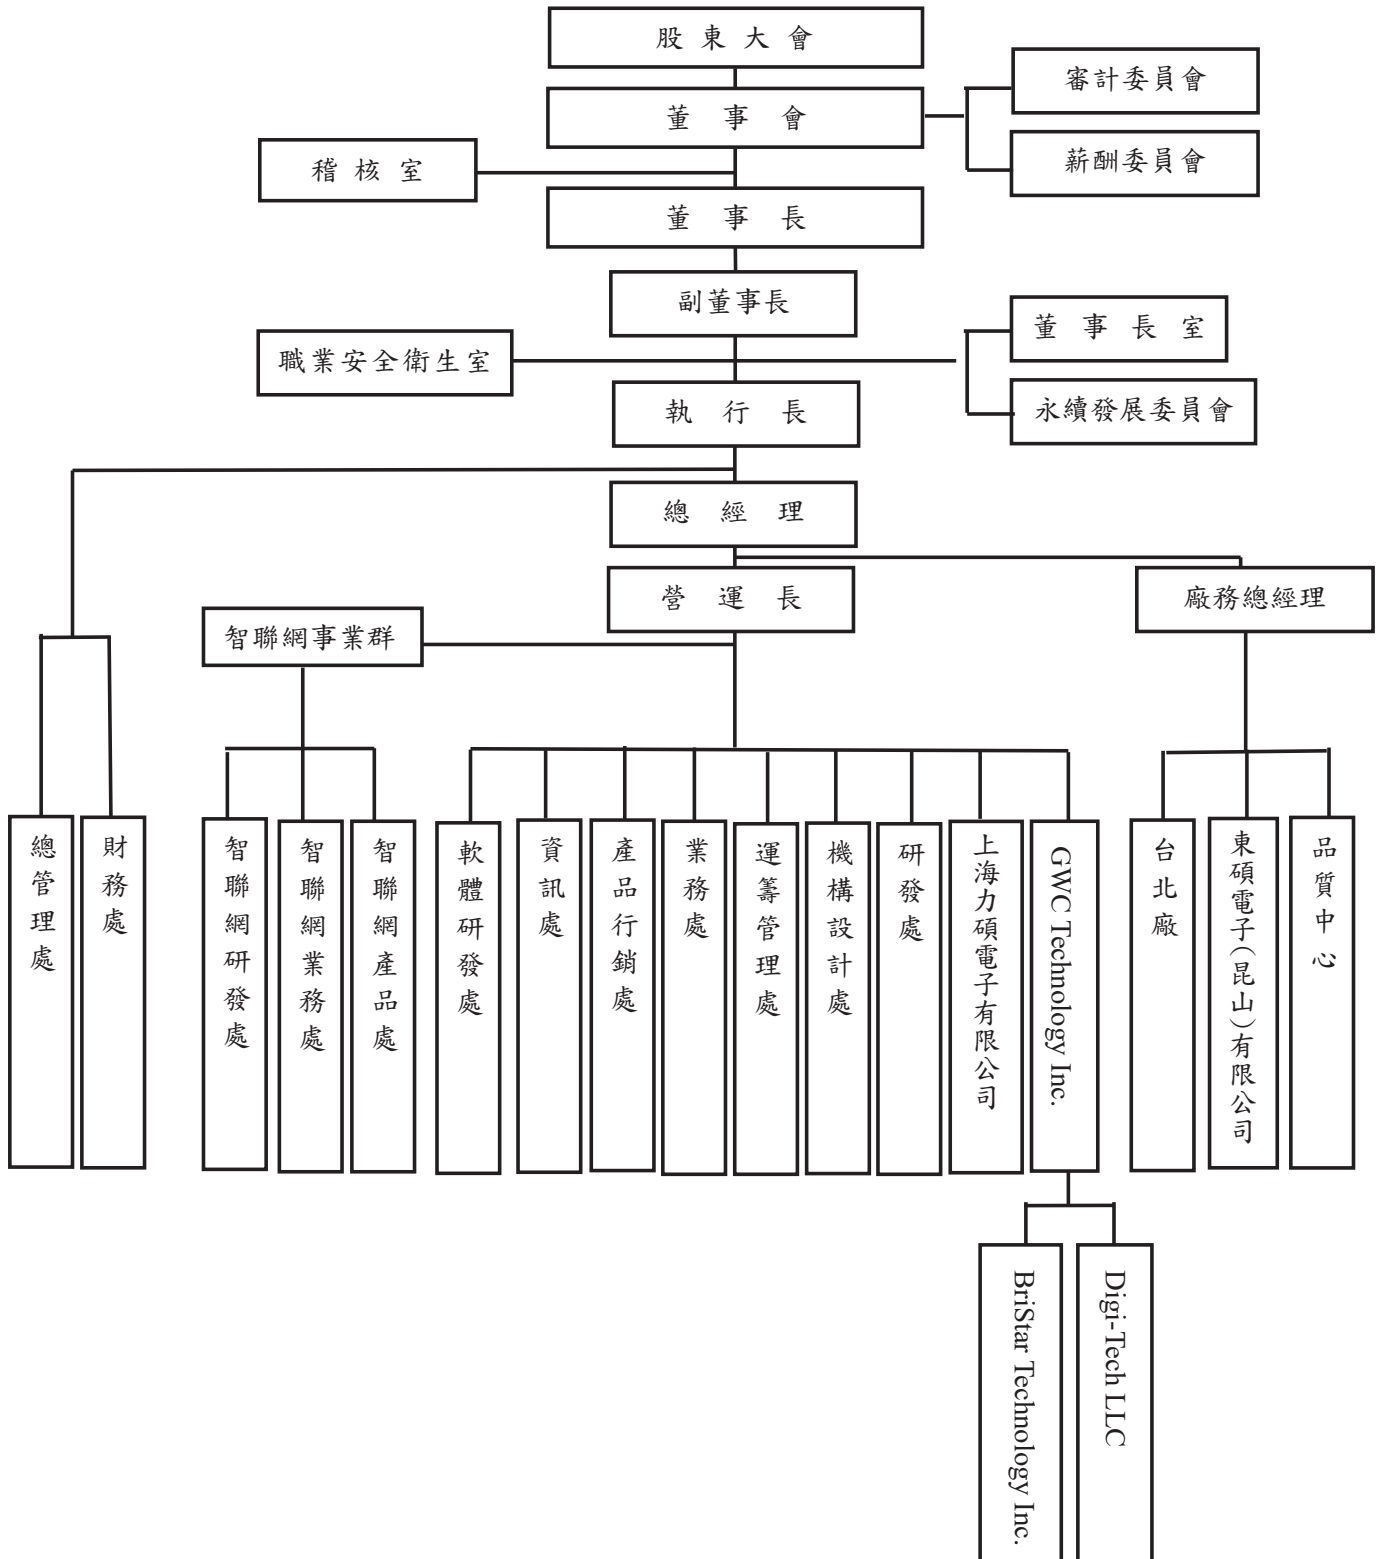 股東大會
審計委員會
董事會
薪酬委員會
稽核室
董事長
副董事長
董事長室
職業安全衛生室
執行長
永續發展委員會
總經理
營運長
廠務總經理
智聯網事業群
總管理處
財務處
智聯網研發處
智聯網業務處
智聯網產品處
軟體研發處
資訊處
產品行銷處
業務處
運籌管理處
機構設計處
研發處
上海力碩電子有限公司
GWC Technology Inc.
台北廠
東碩電子(昆山)有限公司
品質中心
BriStar Technology Inc.
Digi-Tech LLC